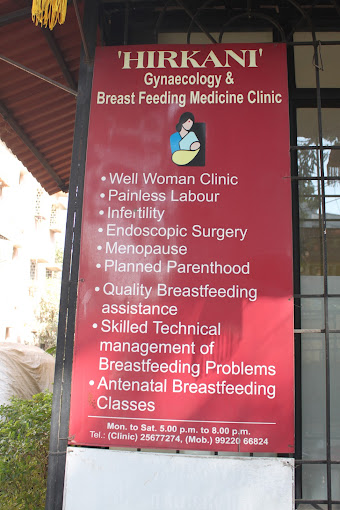 'HIRKANI'
Gynaecology &
Breast Feeding Medicine Clinic
• Well Woman Clinic
• Painless Labour
• Infertility
• Endoscopic Surgery
• Menopause
• Planned Parenthood
• Quality Breastfeeding
assistance
• Skilled Technical
management of
Breastfeeding Problems
• Antenatal Breastfeeding
Classes
Mon. to Sat. 5.00 p.m. to 8.00 p.m.
Tel.: (Clinic) 25677274, (Mob.) 99220 66824